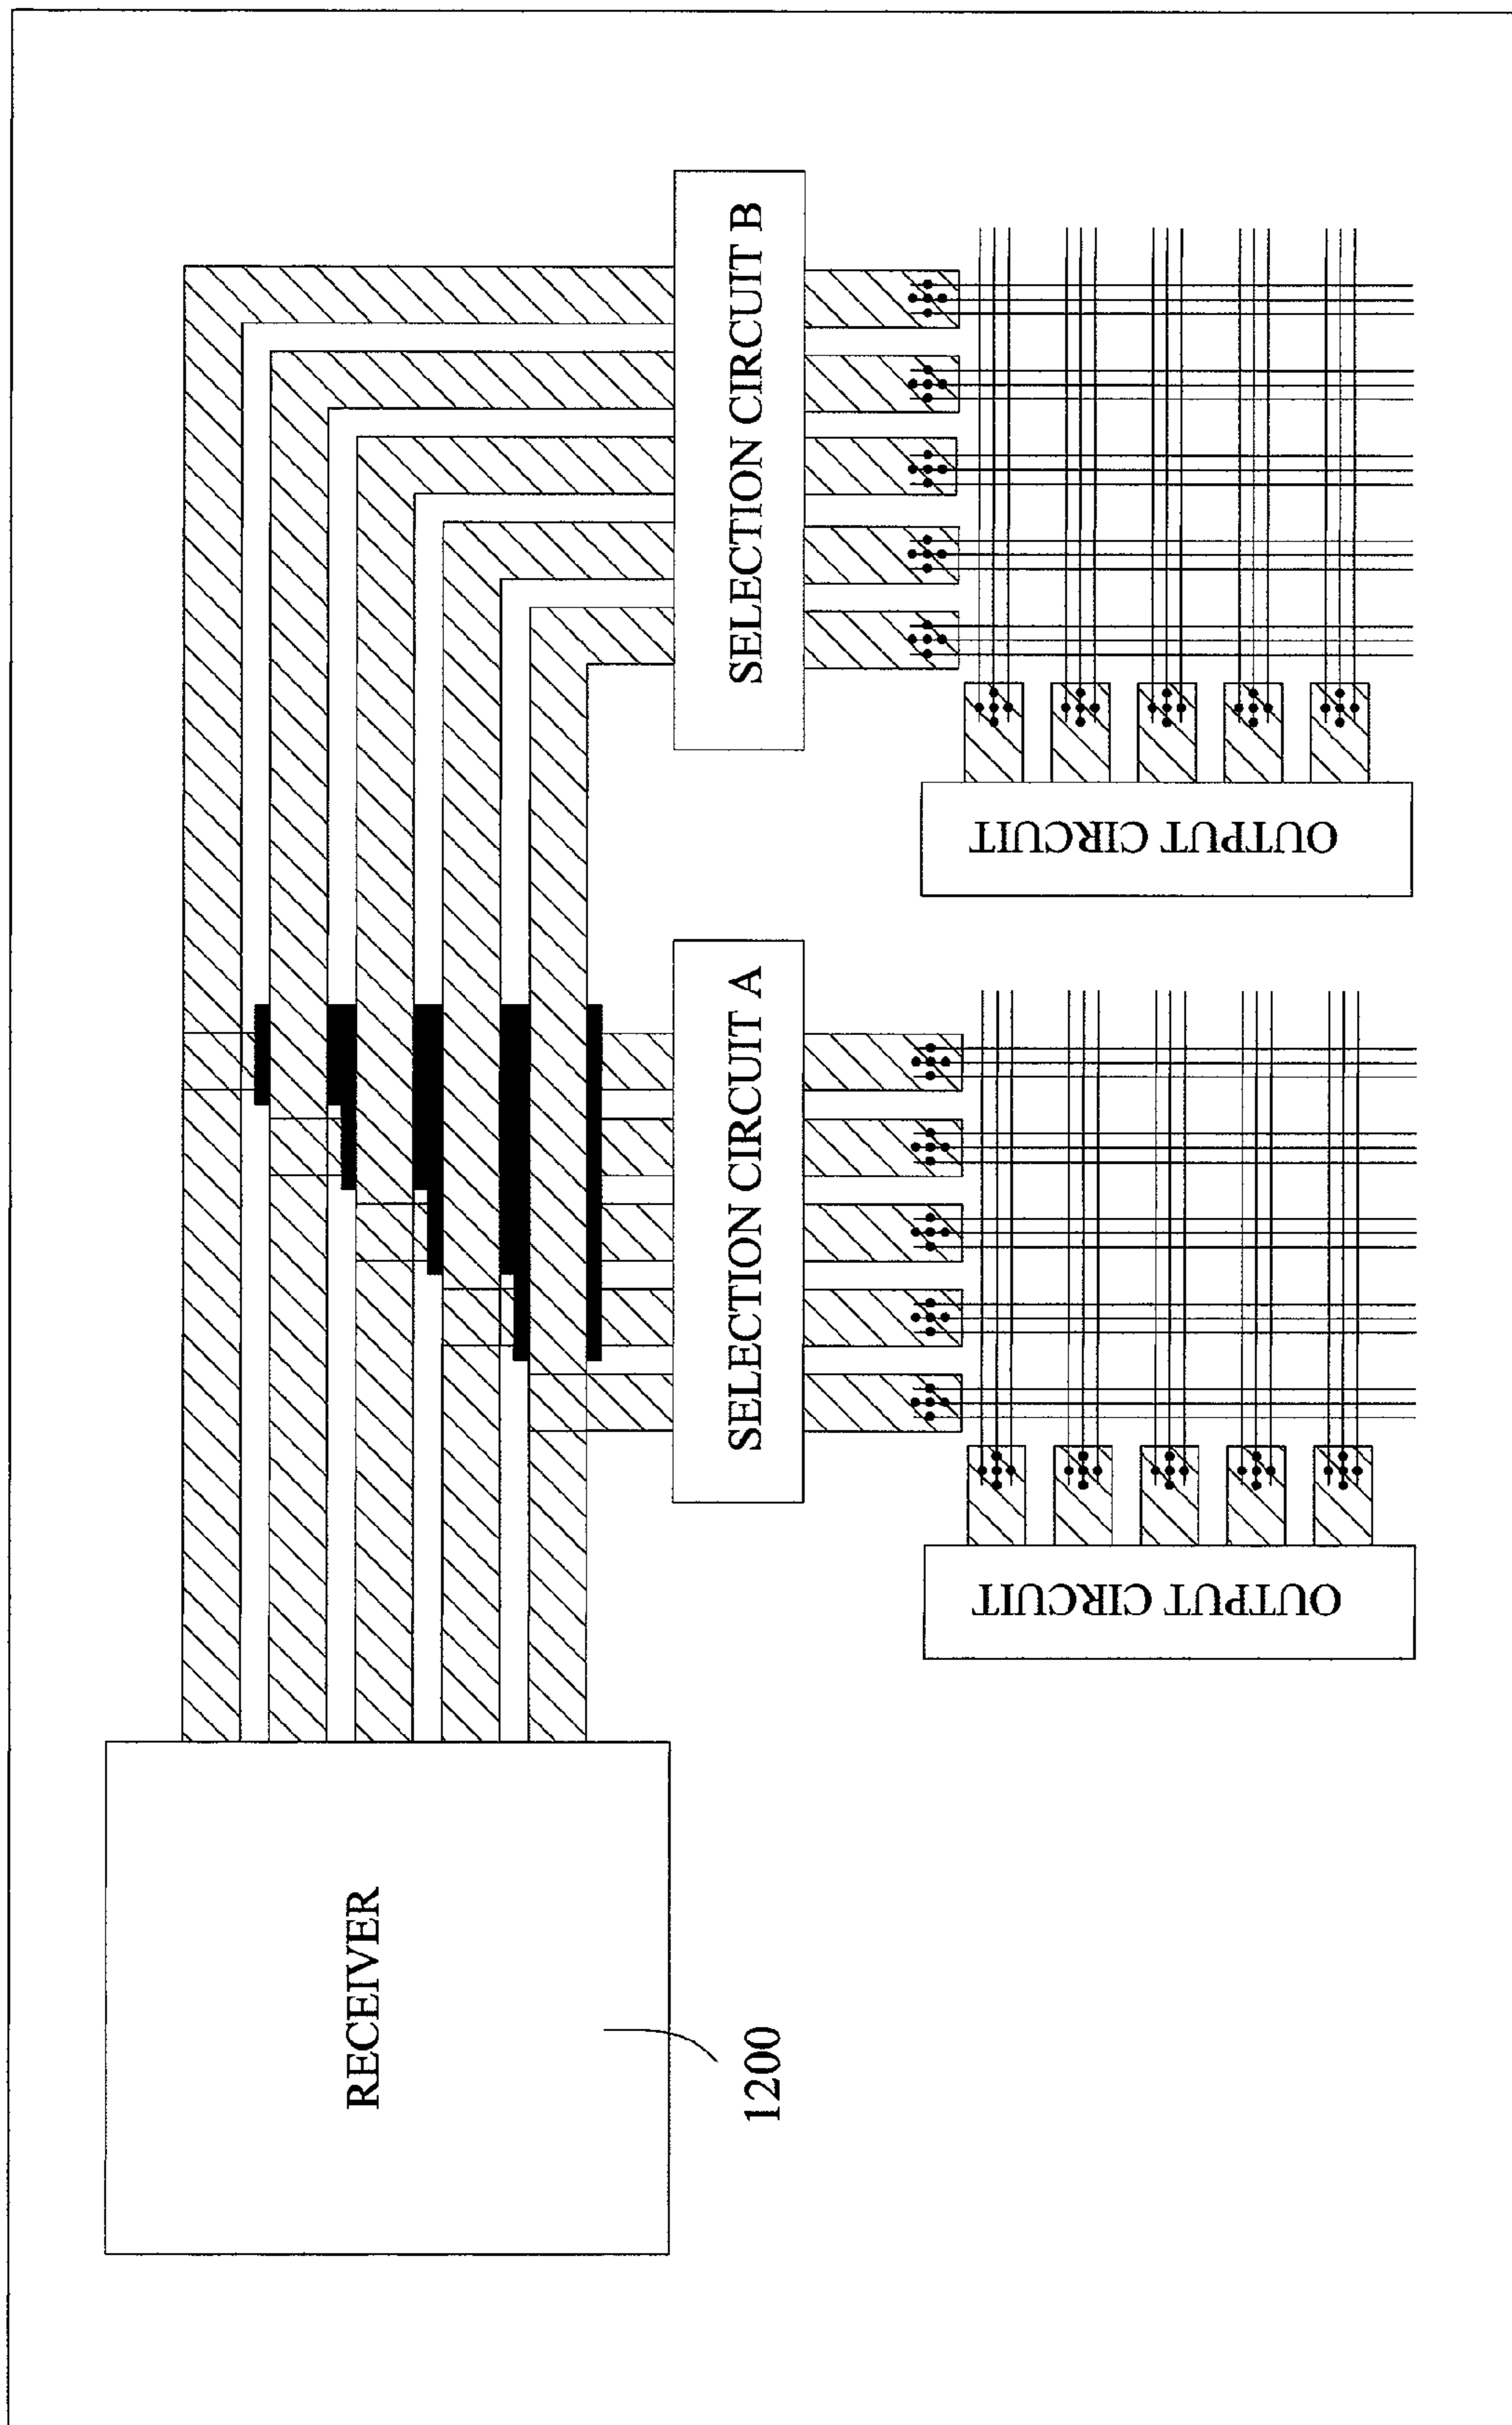 RECEIVER
1200
SELECTION CIRCUIT A
SELECTION CIRCUIT B
OUTPUT CIRCUIT
OUTPUT CIRCUIT